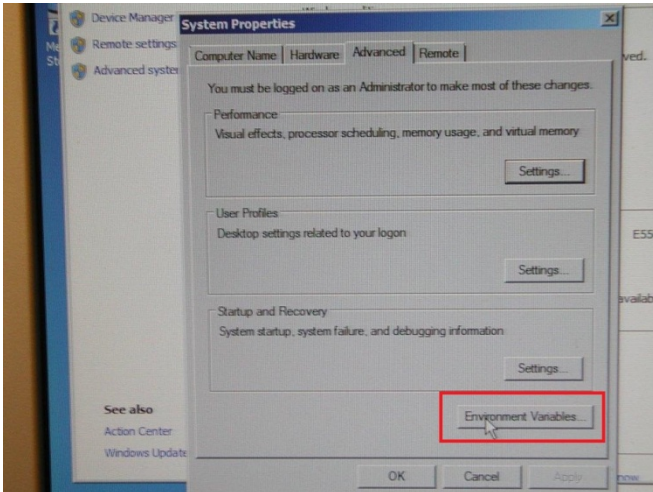 Device Manager
Remote settings
Advanced system
See also
Action Center
Windows Update
System Properties
Computer Name
Hardware
Advanced
Remote
You must be logged on as an Administrator to make most of these changes.
Performance
Visual effects, processor scheduling, memory usage, and virtual memory
Settings...
User Profiles
Desktop settings related to your logon
Settings...
Startup and Recovery
System startup, system failure, and debugging information
Settings...
Environment Variables...
OK
Cancel
Apply
ved.
E55
availab
now